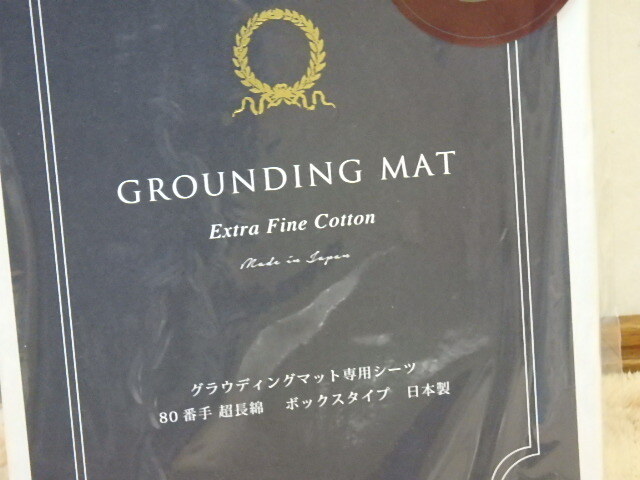 GROUNDING MAT
Extra Fine Cotton
Made in Japan
グラウディングマット専用シーツ
80番手 超長綿　ボックスタイプ　日本製